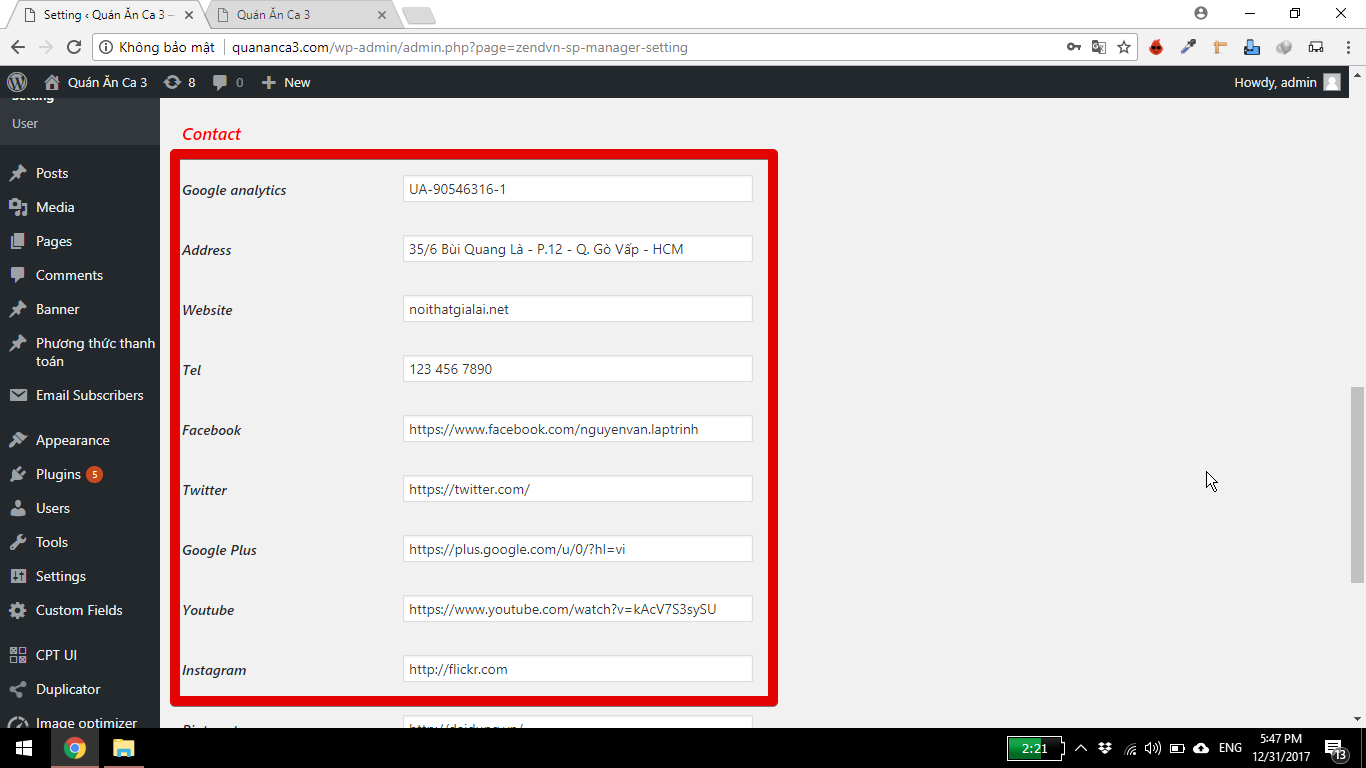 Setting ‹ Quán Ăn Ca 3 –
Quán Ăn Ca 3
Không bảo mật
quananca3.com/wp-admin/admin.php?page=zendvn-sp-manager-setting
Quán Ăn Ca 3
8
0
New
Howdy, admin
Setting
User
Posts
Media
Pages
Comments
Banner
Phương thức thanh
toán
Email Subscribers
Appearance
Plugins 5
Users
Tools
Settings
Custom Fields
CPT UI
Duplicator
Image optimizer
Contact
Google analytics
UA-90546316-1
Address
35/6 Bùi Quang Là - P.12 - Q. Gò Vấp - HCM
Website
noithatgialai.net
Tel
123 456 7890
Facebook
https://www.facebook.com/nguyenvan.laptrinh
Twitter
https://twitter.com/
Google Plus
https://plus.google.com/u/0/?hl=vi
Youtube
https://www.youtube.com/watch?v=kAcV7S3sySU
Instagram
http://flickr.com
2:21
ENG
5:47 PM
12/31/2017
13